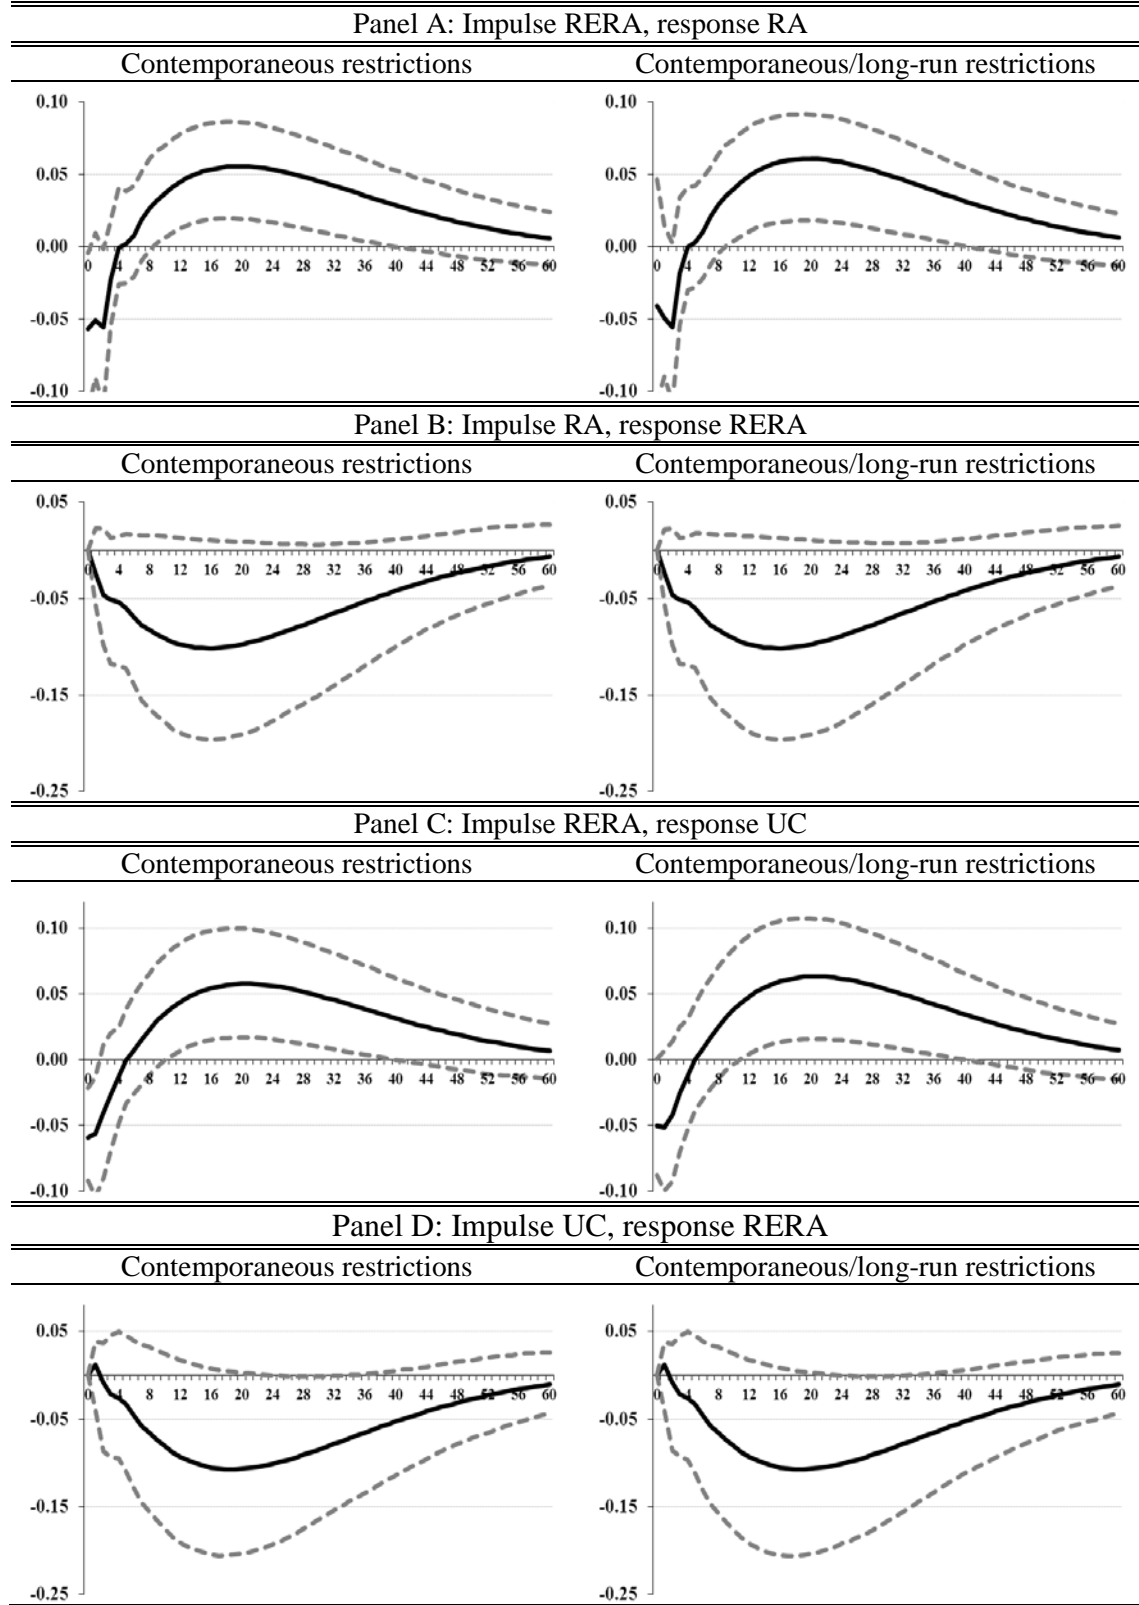 Panel A: Impulse RERA, response RA
Contemporaneous restrictions Contemporaneous/long-run restrictions
0.10 0.10
0.05 0.05
0.00 0.00
0 4 8 12 16 20 24 28 32 36 40 44 48 52 56 60 0 4 8 12 16 20 24 28 32 36 40 44 48 52 56 60
-0.05 -0.05
-0.10 -0.10
Panel B: Impulse RA, response RERA
Contemporaneous restrictions Contemporaneous/long-run restrictions
0.05 0.05
0 4 8 12 16 20 24 28 32 36 40 44 48 52 56 60 0 4 8 12 16 20 24 28 32 36 40 44 48 52 56 60
-0.05 -0.05
-0.15 -0.15
-0.25 -0.25
Panel C: Impulse RERA, response UC
Contemporaneous restrictions Contemporaneous/long-run restrictions
0.10 0.10
0.05 0.05
0.00 0.00
0 4 8 12 16 20 24 28 32 36 40 44 48 52 56 60 0 4 8 12 16 20 24 28 32 36 40 44 48 52 56 60
-0.05 -0.05
-0.10 -0.10
Panel D: Impulse UC, response RERA
Contemporaneous restrictions Contemporaneous/long-run restrictions
0.05 0.05
0 4 8 12 16 20 24 28 32 36 40 44 48 52 56 60 0 4 8 12 16 20 24 28 32 36 40 44 48 52 56 60
-0.05 -0.05
-0.15 -0.15
-0.25 -0.25